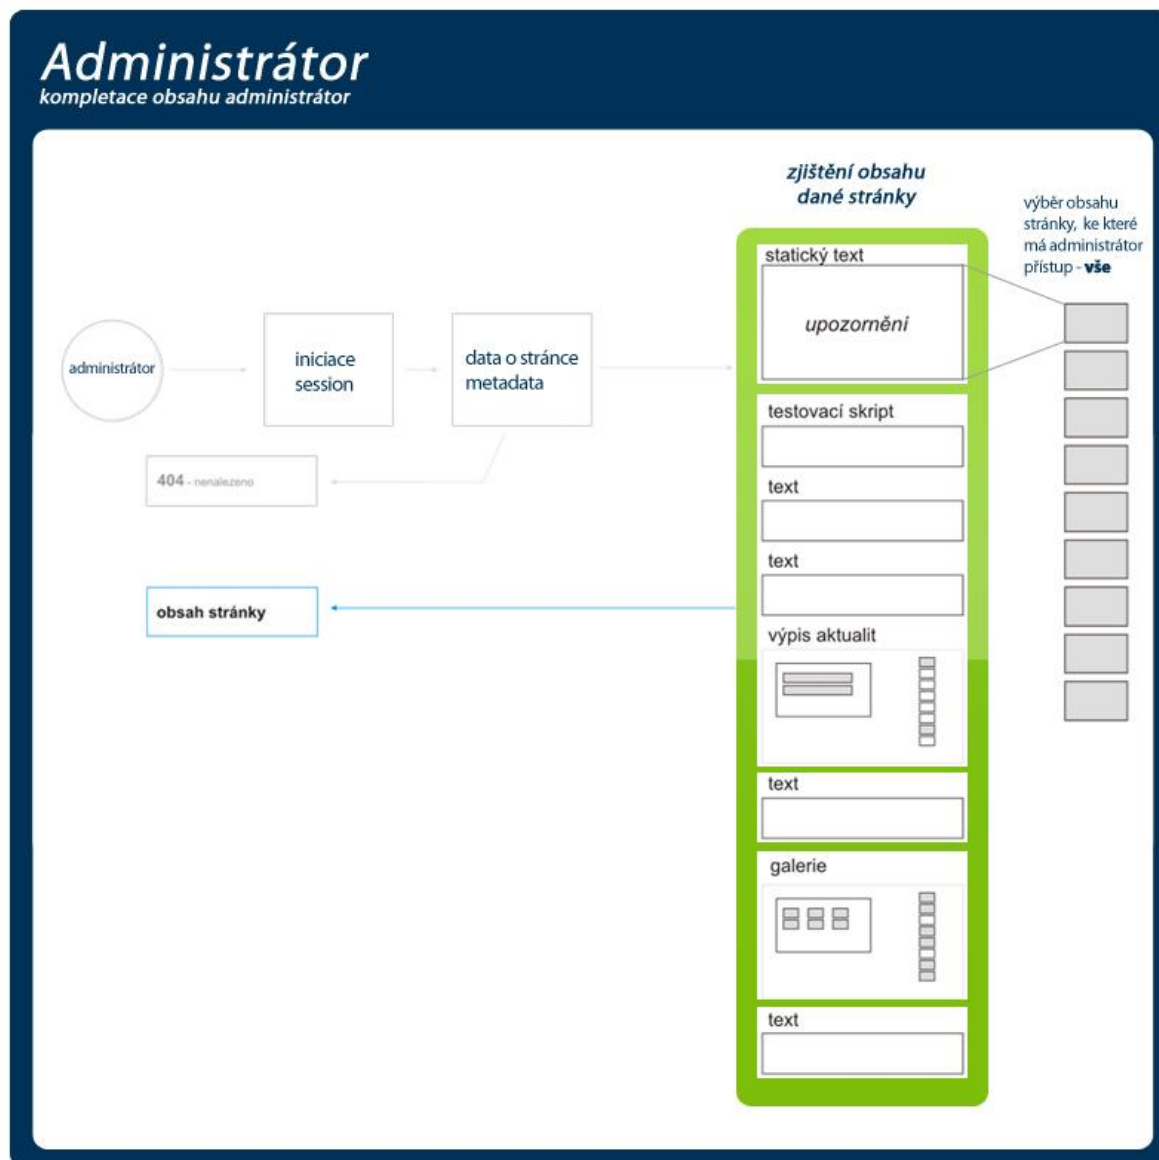 Administrátor
kompletace obsahu administrátor
zjištění obsahu
dané stránky
výběr obsahu
stránky, ke které
má administrátor
přístup - vše
statický text
upozornění
administrátor
iniciace
session
data o stránce
metadata
404 - nenalezeno
obsah stránky
testovací skript
text
text
výpis aktualit
text
galerie
text